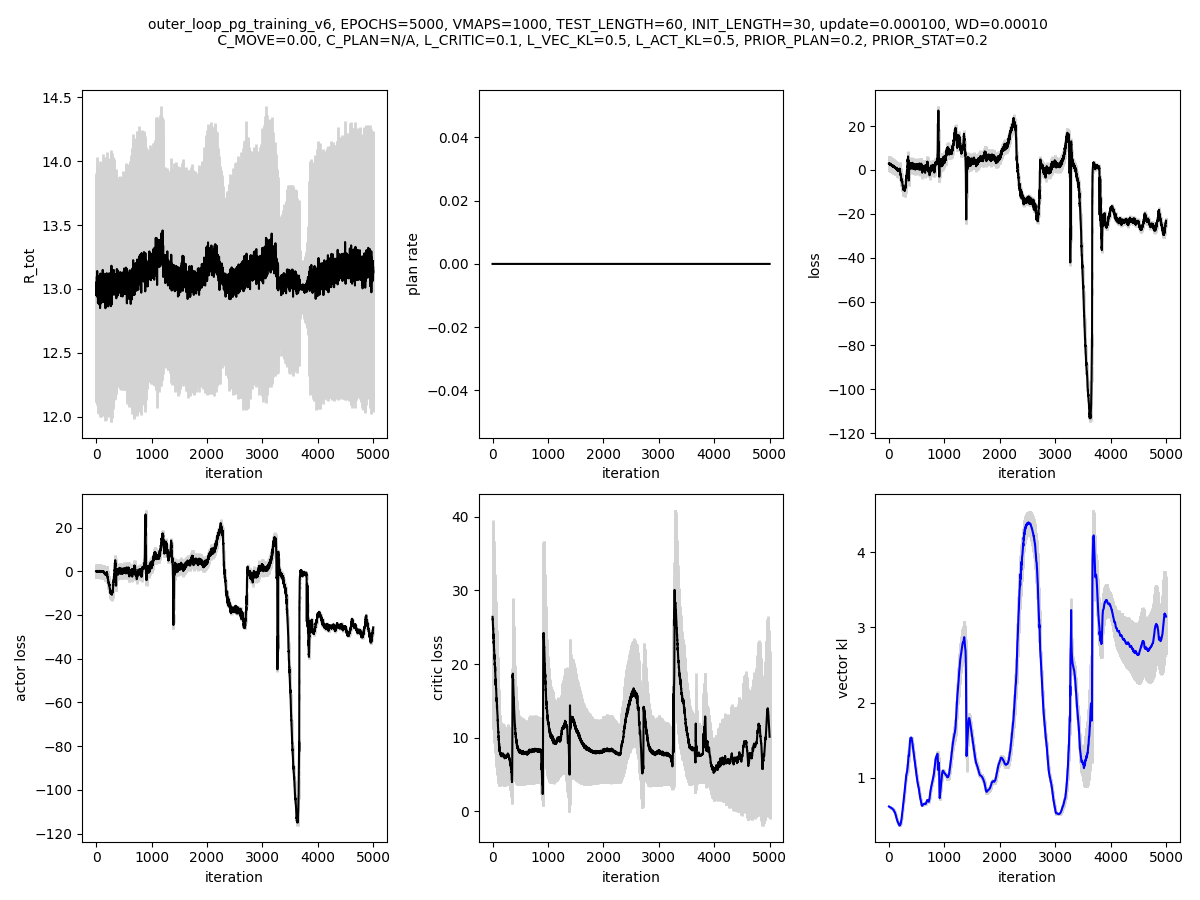 outer_loop_pg_training_v6, EPOCHS=5000, VMAPS=1000, TEST_LENGTH=60, INIT_LENGTH=30, update=0.000100, WD=0.00010
C_MOVE=0.00, C_PLAN=N/A, L_CRITIC=0.1, L_VEC_KL=0.5, L_ACT_KL=0.5, PRIOR_PLAN=0.2, PRIOR_STAT=0.2
R_tot
14.5
14.0
13.5
13.0
12.5
12.0
0 1000 2000 3000 4000 5000
iteration
plan rate
0.04
0.02
0.00
−0.02
−0.04
0 1000 2000 3000 4000 5000
iteration
loss
20
0
−20
−40
−60
−80
−100
−120
0 1000 2000 3000 4000 5000
iteration
actor loss
20
0
−20
−40
−60
−80
−100
−120
0 1000 2000 3000 4000 5000
iteration
critic loss
40
30
20
10
0
0 1000 2000 3000 4000 5000
iteration
vector kl
4
3
2
1
0 1000 2000 3000 4000 5000
iteration